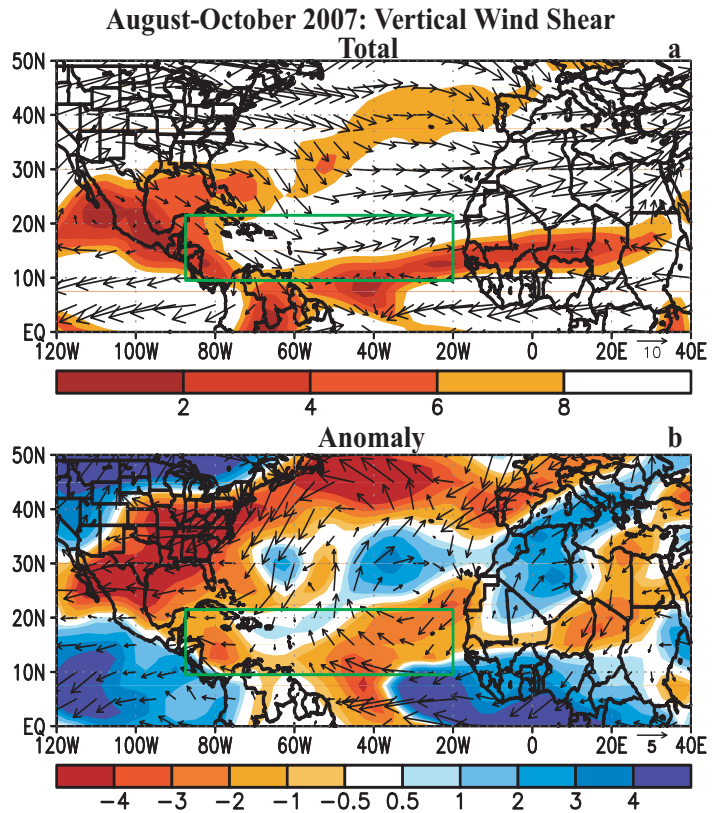 August-October 2007: Vertical Wind Shear
Total a
50N
40N
30N
20N
10N
EQ
120W 100W 80W 60W 40W 20W 0 20E 40E
10
2 4 6 8
Anomaly b
50N
40N
30N
20N
10N
EQ
120W 100W 80W 60W 40W 20W 0 20E 40E
5
−4 −3 −2 −1 −0.5 0.5 1 2 3 4